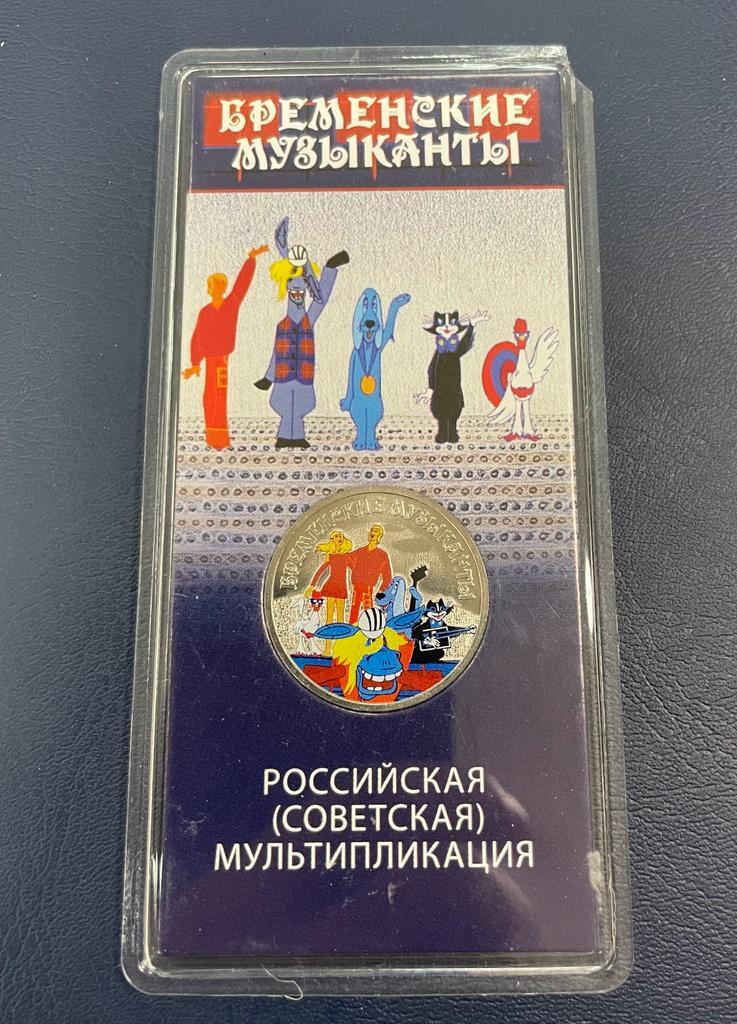 БРЕМЕНСКИЕ
МУЗЫКАНТЫ
БРЕМЕНСКИЕ МУЗЫКАНТЫ
РОССИЙСКАЯ
(СОВЕТСКАЯ)
МУЛЬТИПЛИКАЦИЯ